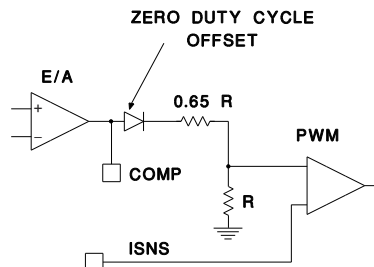 ZERO DUTY CYCLE
OFFSET
E/A
0.65 R
PWM
+
−
COMP
R
ISNS